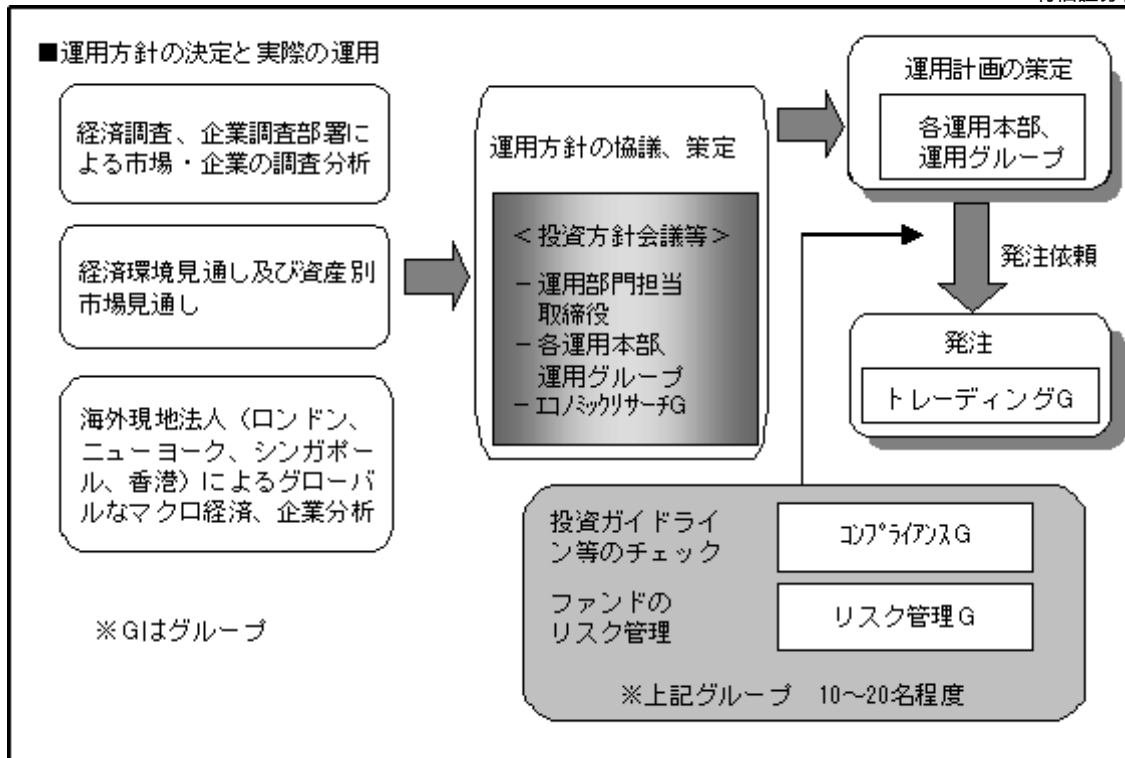 ■運用方針の決定と実際の運用
経済調査、企業調査部署に
よる市場・企業の調査分析
経済環境見通し及び資産別
市場見通し
海外現地法人（ロンドン、
ニューヨーク、シンガポー
ル、香港）によるグローバ
ルなマクロ経済、企業分析
※Gはグループ
運用方針の協議、策定
＜投資方針会議等＞
－運用部門担当
取締役
－各運用本部、
運用グループ
－ｴｺﾉﾐｯｸﾘｻｰﾁG
運用計画の策定
各運用本部、
運用グループ
発注依頼
発注
トレーディングG
投資ガイドライ
ン等のチェック
ｺﾝﾌﾟﾗｲｱﾝｽG
ファンドの
リスク管理
リスク管理G
※上記グループ　10～20名程度